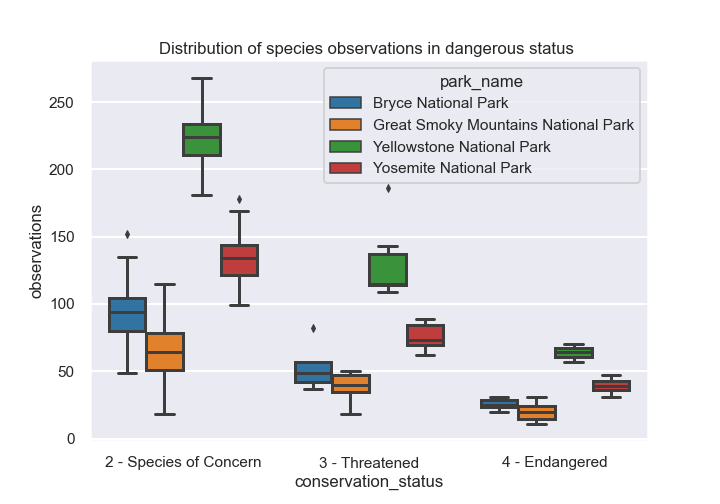 Distribution of species observations in dangerous status
park_name
Bryce National Park
Great Smoky Mountains National Park
Yellowstone National Park
Yosemite National Park
observations
250
200
150
100
50
0
2 - Species of Concern
3 - Threatened
4 - Endangered
conservation_status